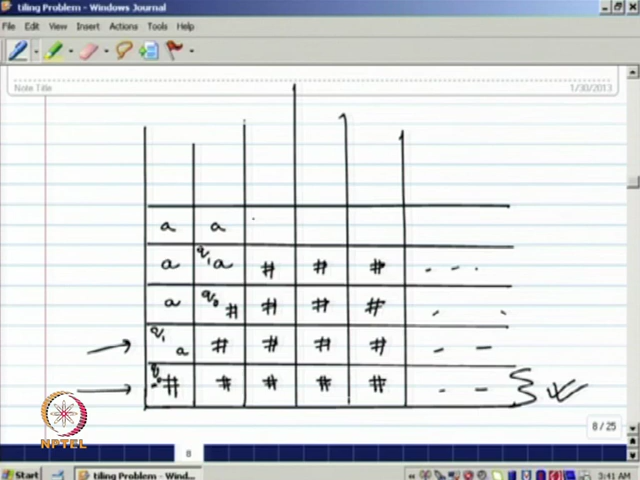 tiling Problem - Windows Journal
File Edit View Insert Actions Tools Help
Note Title
1/30/2013
a a
a q₁ a # # # - - -
a q₀ # # # #
q₁ a # # # # - -
# # # # # - -
8 / 25
NPTEL
8
Start
tiling Problem - Wind...
3:41 AM